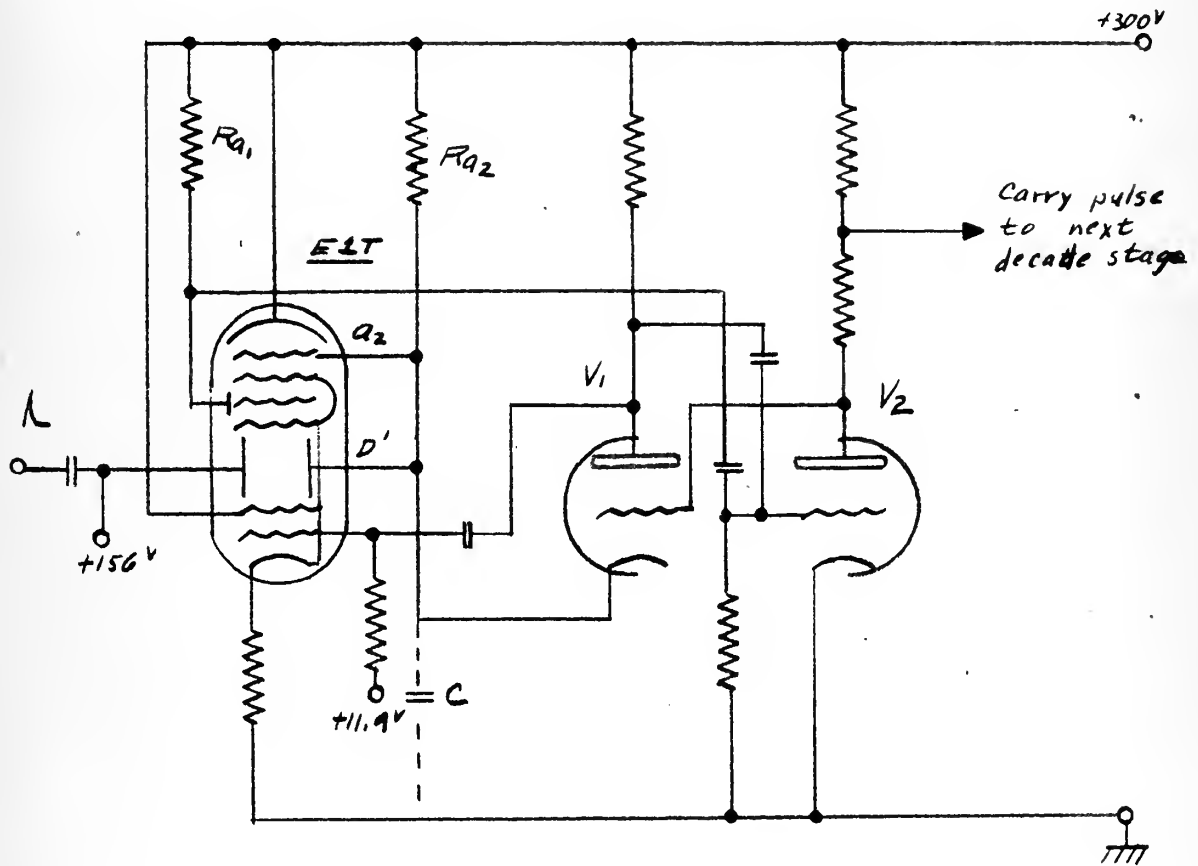 +300V
Ra1
Ra2
Carry pulse
to next
decade stage
E1T
a2
V1
V2
D'
+156V
+11.9V
C